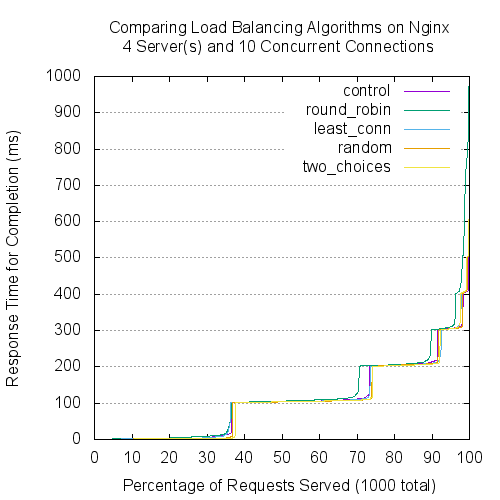 Comparing Load Balancing Algorithms on Nginx
4 Server(s) and 10 Concurrent Connections
Response Time for Completion (ms)
1000
900
800
700
600
500
400
300
200
100
0
control
round_robin
least_conn
random
two_choices
0 10 20 30 40 50 60 70 80 90 100
Percentage of Requests Served (1000 total)